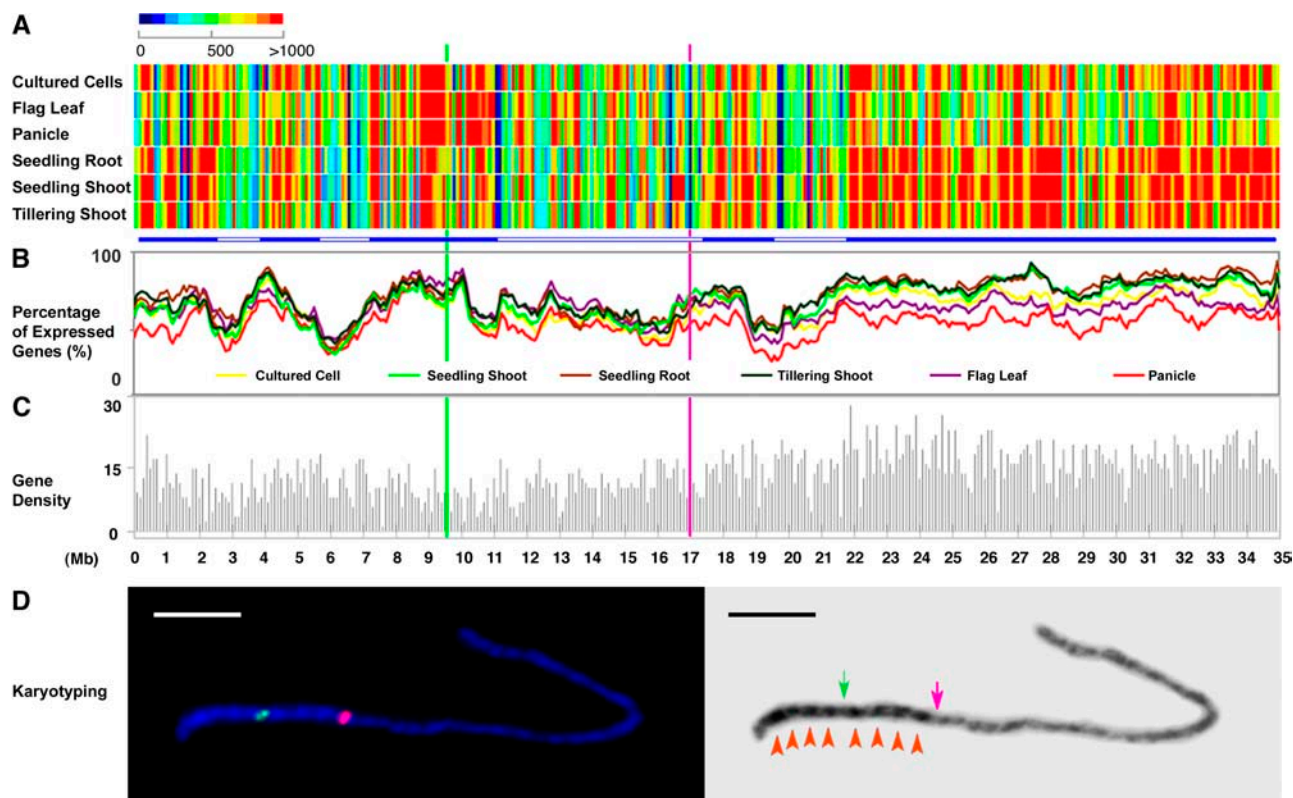 A
0 500 >1000
Cultured Cells
Flag Leaf
Panicle
Seedling Root
Seedling Shoot
Tillering Shoot
B
100
Percentage
of Expressed
Genes (%)
0
Cultured Cell Seedling Shoot Seedling Root Tillering Shoot Flag Leaf Panicle
C
30
Gene
Density
15
0
(Mb) 0 1 2 3 4 5 6 7 8 9 10 12 13 14 15 16 17 18 19 20 21 22 23 24 25 26 27 28 29 30 31 32 33 34 35
D
Karyotyping